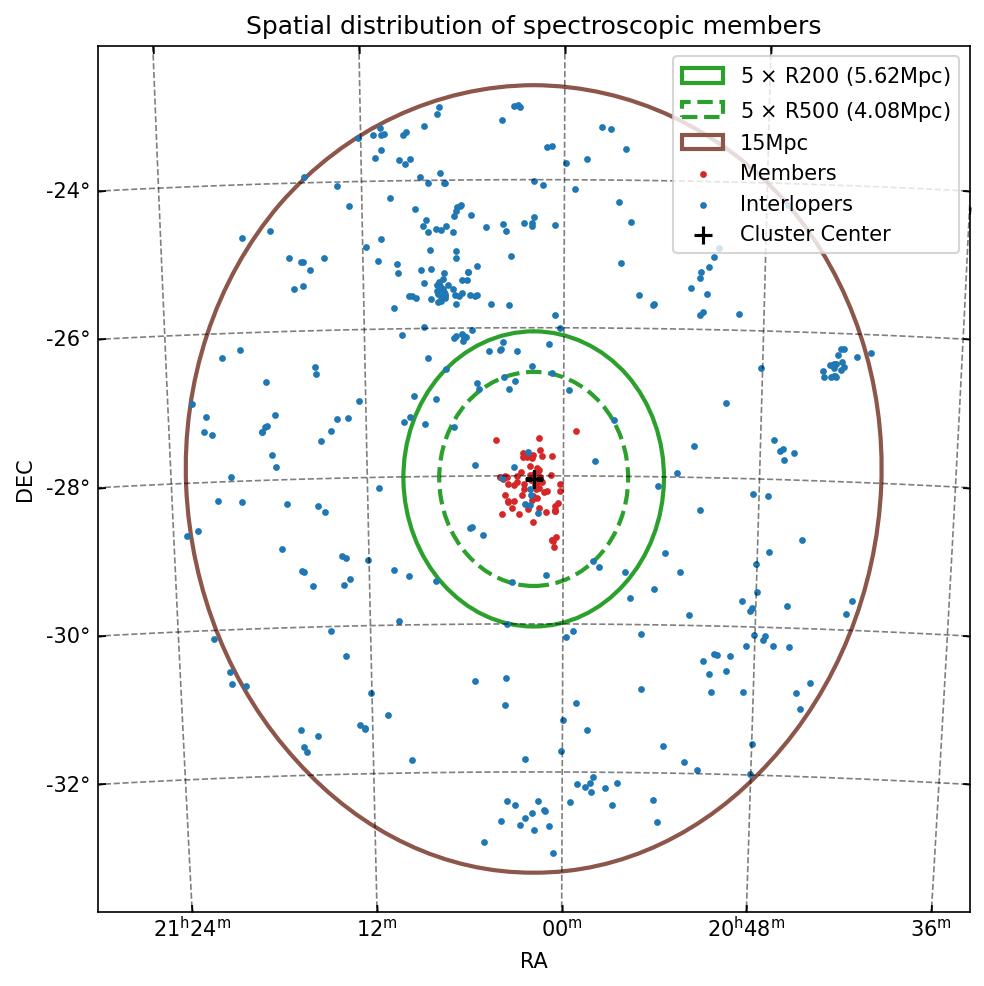 Spatial distribution of spectroscopic members
5 × R200 (5.62Mpc)
5 × R500 (4.08Mpc)
15Mpc
Members
Interlopers
Cluster Center
-24°
-26°
-28°
-30°
-32°
DEC
21h24m 12m 00m 20h48m 36m
RA